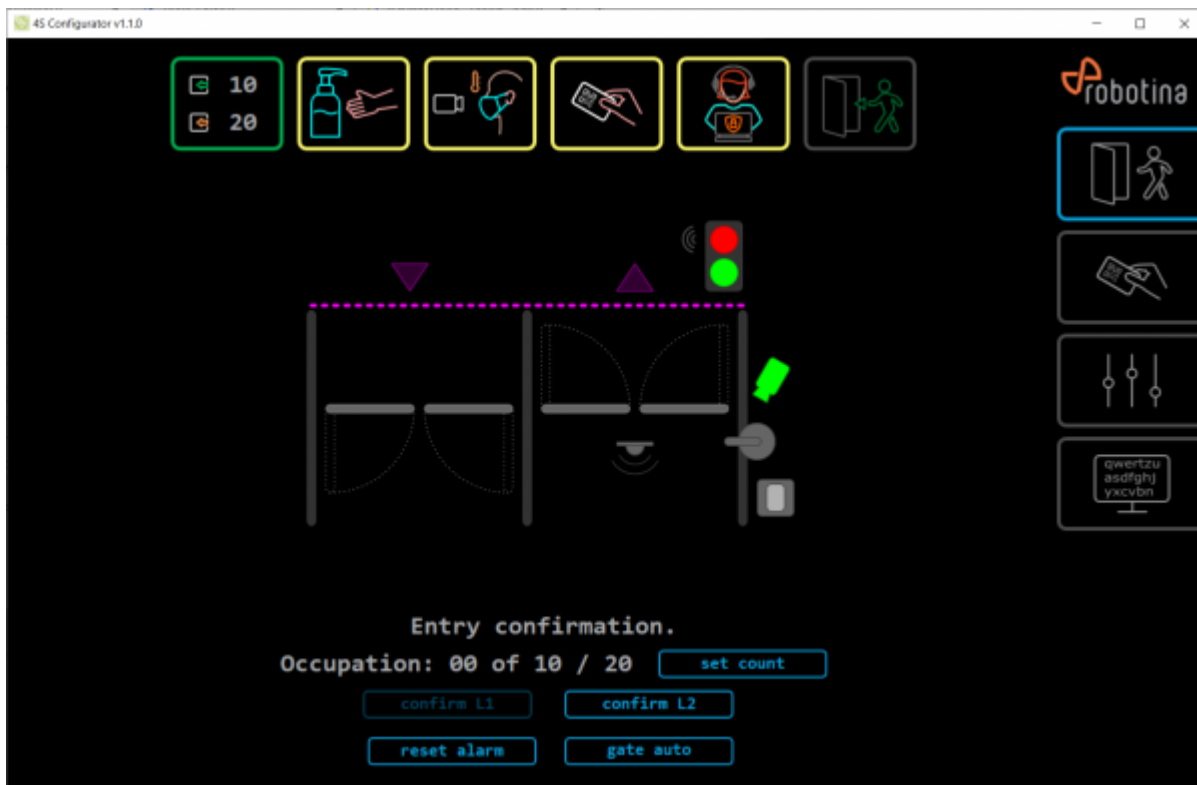 4S Configurator v1.1.0
10
20
robotina
qwertzu
asdfghj
yxcvbn
Entry confirmation.
Occupation: 00 of 10 / 20
set count
confirm L1
confirm L2
reset alarm
gate auto